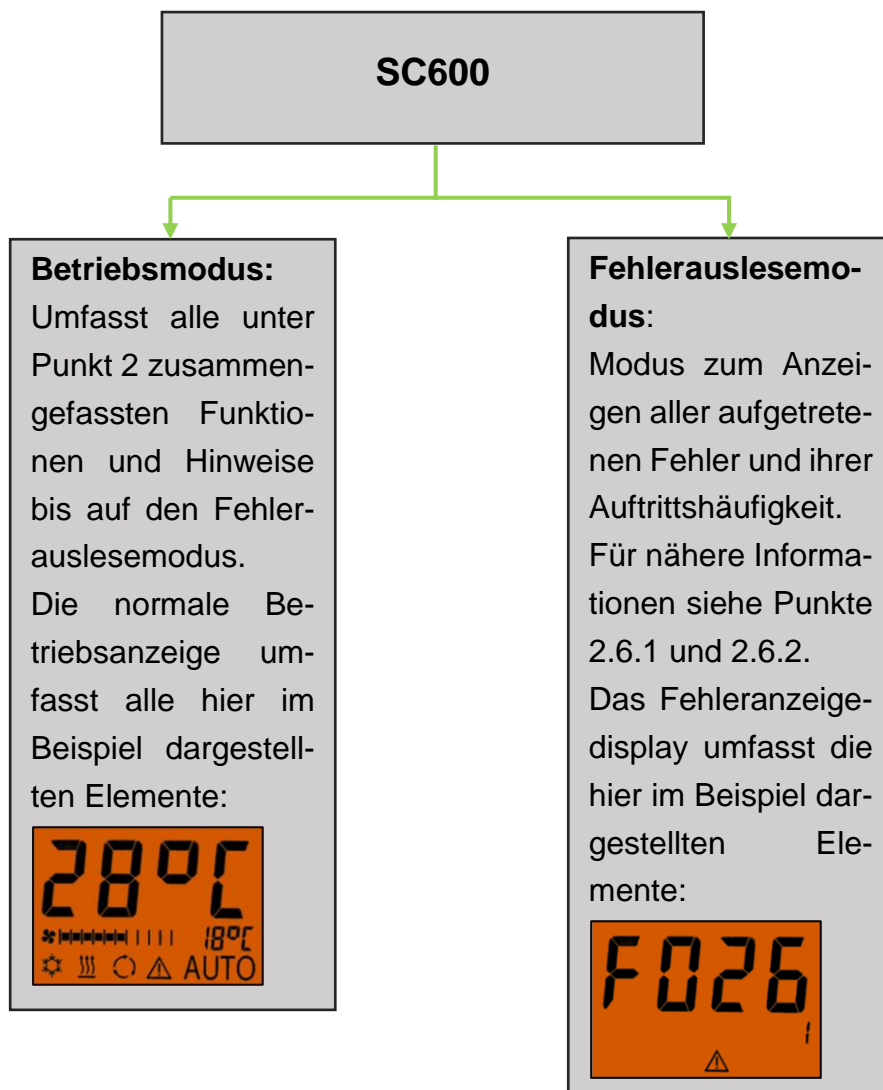 SC600
Betriebsmodus:
Umfasst alle unter
Punkt 2 zusammen-
gefassten Funktio-
nen und Hinweise
bis auf den Fehler-
auslesemodus.
Die normale Be-
triebsanzeige um-
fasst alle hier im
Beispiel dargestell-
ten Elemente:
28°C
18°C
AUTO
Fehlerauslesemo-
dus:
Modus zum Anzei-
gen aller aufgetrete-
nen Fehler und ihrer
Auftrittshäufigkeit.
Für nähere Informa-
tionen siehe Punkte
2.6.1 und 2.6.2.
Das Fehleranzeige-
display umfasst die
hier im Beispiel dar-
gestellten Ele-
mente:
F026
1